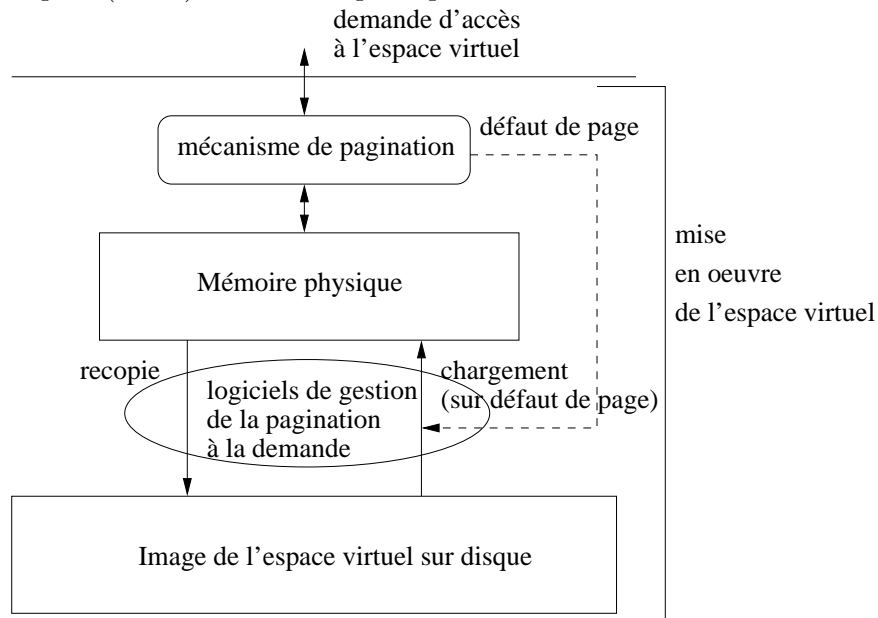 demande d'accès
à l'espace virtuel
mécanisme de pagination
défaut de page
mise
en oeuvre
de l'espace virtuel
Mémoire physique
recopie
logiciels de gestion
de la pagination
à la demande
chargement
(sur défaut de page)
Image de l'espace virtuel sur disque